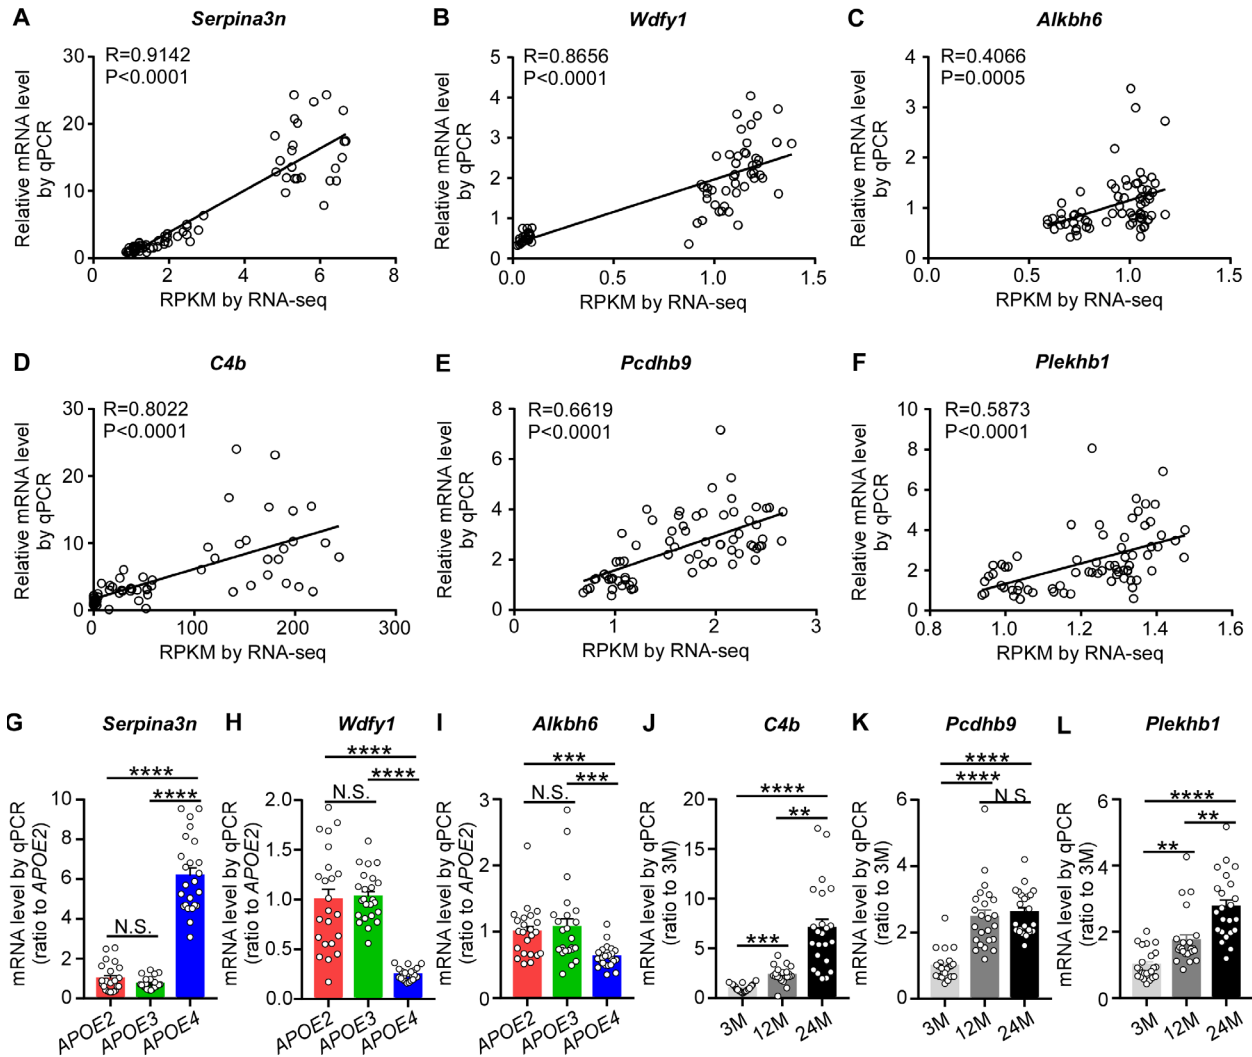 A Serpina3n
R=0.9142
P<0.0001
Relative mRNA level
by qPCR
30
20
10
0
0 2 4 6 8
RPKM by RNA-seq
B Wdfy1
R=0.8656
P<0.0001
Relative mRNA level
by qPCR
5
4
3
2
1
0
0.0 0.5 1.0 1.5
RPKM by RNA-seq
C Alkbh6
R=0.4066
P=0.0005
Relative mRNA level
by qPCR
4
3
2
1
0
0.0 0.5 1.0 1.5
RPKM by RNA-seq
D C4b
R=0.8022
P<0.0001
Relative mRNA level
by qPCR
30
20
10
0
0 100 200 300
RPKM by RNA-seq
E Pcdhb9
R=0.6619
P<0.0001
Relative mRNA level
by qPCR
8
6
4
2
0
0 1 2 3
RPKM by RNA-seq
F Plekhb1
R=0.5873
P<0.0001
Relative mRNA level
by qPCR
10
8
6
4
2
0
0.8 1.0 1.2 1.4 1.6
RPKM by RNA-seq
G Serpina3n
****
****
N.S.
mRNA level by qPCR
(ratio to APOE2)
10
8
6
4
2
0
APOE2 APOE3 APOE4
H Wdfy1
****
****
N.S.
mRNA level by qPCR
(ratio to APOE2)
2.0
1.5
1.0
0.5
0.0
APOE2 APOE3 APOE4
I Alkbh6
***
***
N.S.
mRNA level by qPCR
(ratio to APOE2)
3
2
1
0
APOE2 APOE3 APOE4
J C4b
****
**
***
mRNA level by qPCR
(ratio to 3M)
20
15
10
5
0
3M 12M 24M
K Pcdhb9
****
****
N.S.
mRNA level by qPCR
(ratio to 3M)
6
4
2
0
3M 12M 24M
L Plekhb1
****
**
**
mRNA level by qPCR
(ratio to 3M)
6
4
2
0
3M 12M 24M